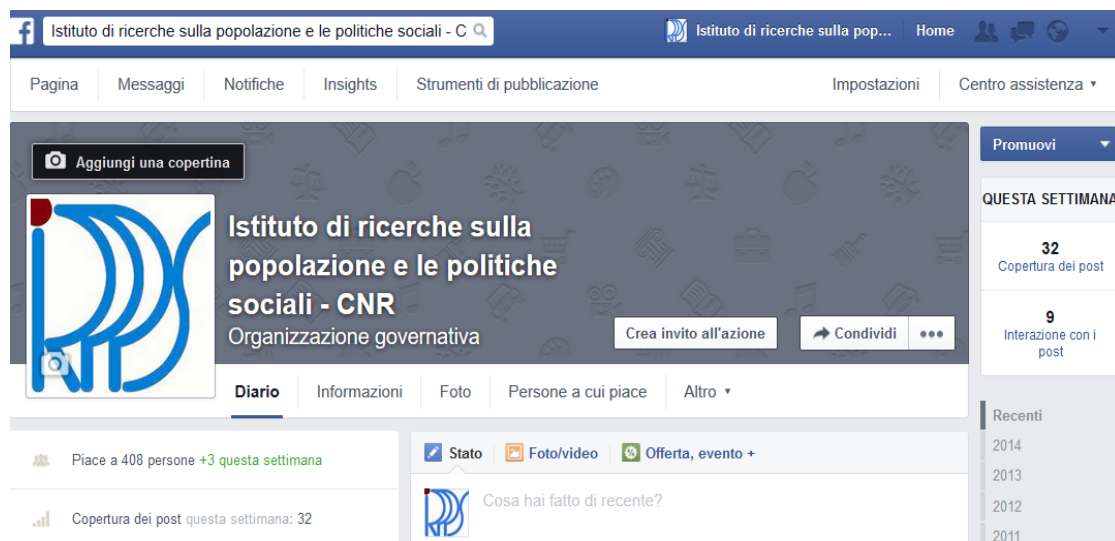 f Istituto di ricerche sulla popolazione e le politiche sociali - C
Istituto di ricerche sulla pop... Home
Pagina Messaggi Notifiche Insights Strumenti di pubblicazione Impostazioni Centro assistenza
Aggiungi una copertina
Promuovi
QUESTA SETTIMANA
32
Copertura dei post
9
Interazione con i
post
Istituto di ricerche sulla
popolazione e le politiche
sociali - CNR
Organizzazione governativa
Crea invito all'azione Condividi
Diario Informazioni Foto Persone a cui piace Altro
Recenti
2014
2013
2012
2011
Piace a 408 persone +3 questa settimana
Copertura dei post questa settimana: 32
Stato Foto/video Offerta, evento +
Cosa hai fatto di recente?